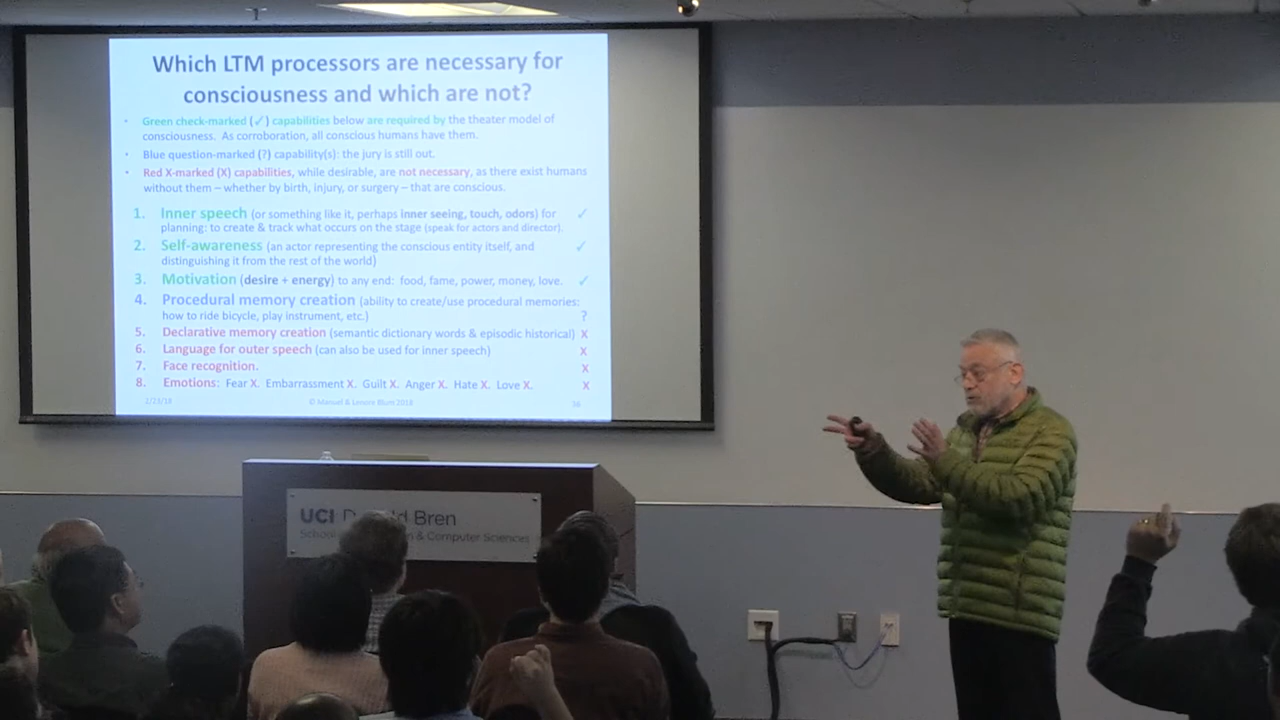 Which LTM processors are necessary for
consciousness and which are not?
• Green check-marked (✓) capabilities below are required by the theater model of
consciousness. As corroboration, all conscious humans have them.
• Blue question-marked (?) capability(s): the jury is still out.
• Red X-marked (X) capabilities, while desirable, are not necessary, as there exist humans
without them – whether by birth, injury, or surgery – that are conscious.
1. Inner speech (or something like it, perhaps inner seeing, touch, odors) for ✓
planning: to create & track what occurs on the stage (speak for actors and director).
2. Self-awareness (an actor representing the conscious entity itself, and ✓
distinguishing it from the rest of the world)
3. Motivation (desire + energy) to any end: food, fame, power, money, love. ✓
4. Procedural memory creation (ability to create/use procedural memories:
how to ride bicycle, play instrument, etc.) ?
5. Declarative memory creation (semantic dictionary words & episodic historical) X
6. Language for outer speech (can also be used for inner speech) X
7. Face recognition. X
8. Emotions: Fear X. Embarrassment X. Guilt X. Anger X. Hate X. Love X. X
2/23/18 © Manuel & Lenore Blum 2018 36
UCI Bren
& Computer Sciences